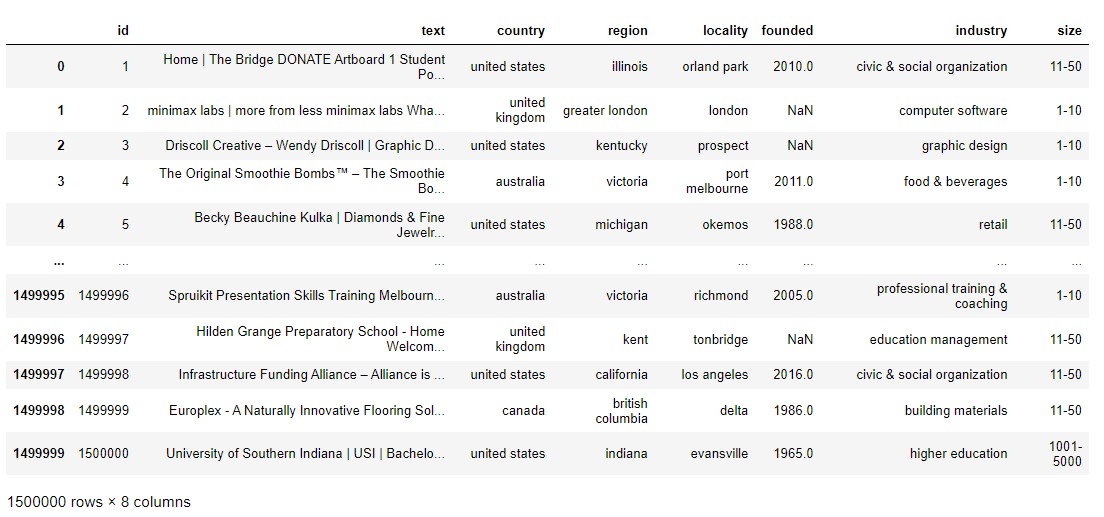 id text country region locality founded industry size
0 1 Home | The Bridge DONATE Artboard 1 Student Po... united states illinois orland park 2010.0 civic & social organization 11-50
1 2 minimax labs | more from less minimax labs Wha... united kingdom greater london london NaN computer software 1-10
2 3 Driscoll Creative – Wendy Driscoll | Graphic D... united states kentucky prospect NaN graphic design 1-10
3 4 The Original Smoothie Bombs™ – The Smoothie Bo... australia victoria port melbourne 2011.0 food & beverages 1-10
4 5 Becky Beauchine Kulka | Diamonds & Fine Jewelr... united states michigan okemos 1988.0 retail 11-50
... ... ... ... ... ... ... ... ...
1499995 1499996 Spruikit Presentation Skills Training Melbourn... australia victoria richmond 2005.0 professional training & coaching 1-10
1499996 1499997 Hilden Grange Preparatory School - Home Welcom... united kingdom kent tonbridge NaN education management 11-50
1499997 1499998 Infrastructure Funding Alliance – Alliance is ... united states california los angeles 2016.0 civic & social organization 11-50
1499998 1499999 Europlex - A Naturally Innovative Flooring Sol... canada british columbia delta 1986.0 building materials 11-50
1499999 1500000 University of Southern Indiana | USI | Bachelo... united states indiana evansville 1965.0 higher education 1001-5000
1500000 rows × 8 columns